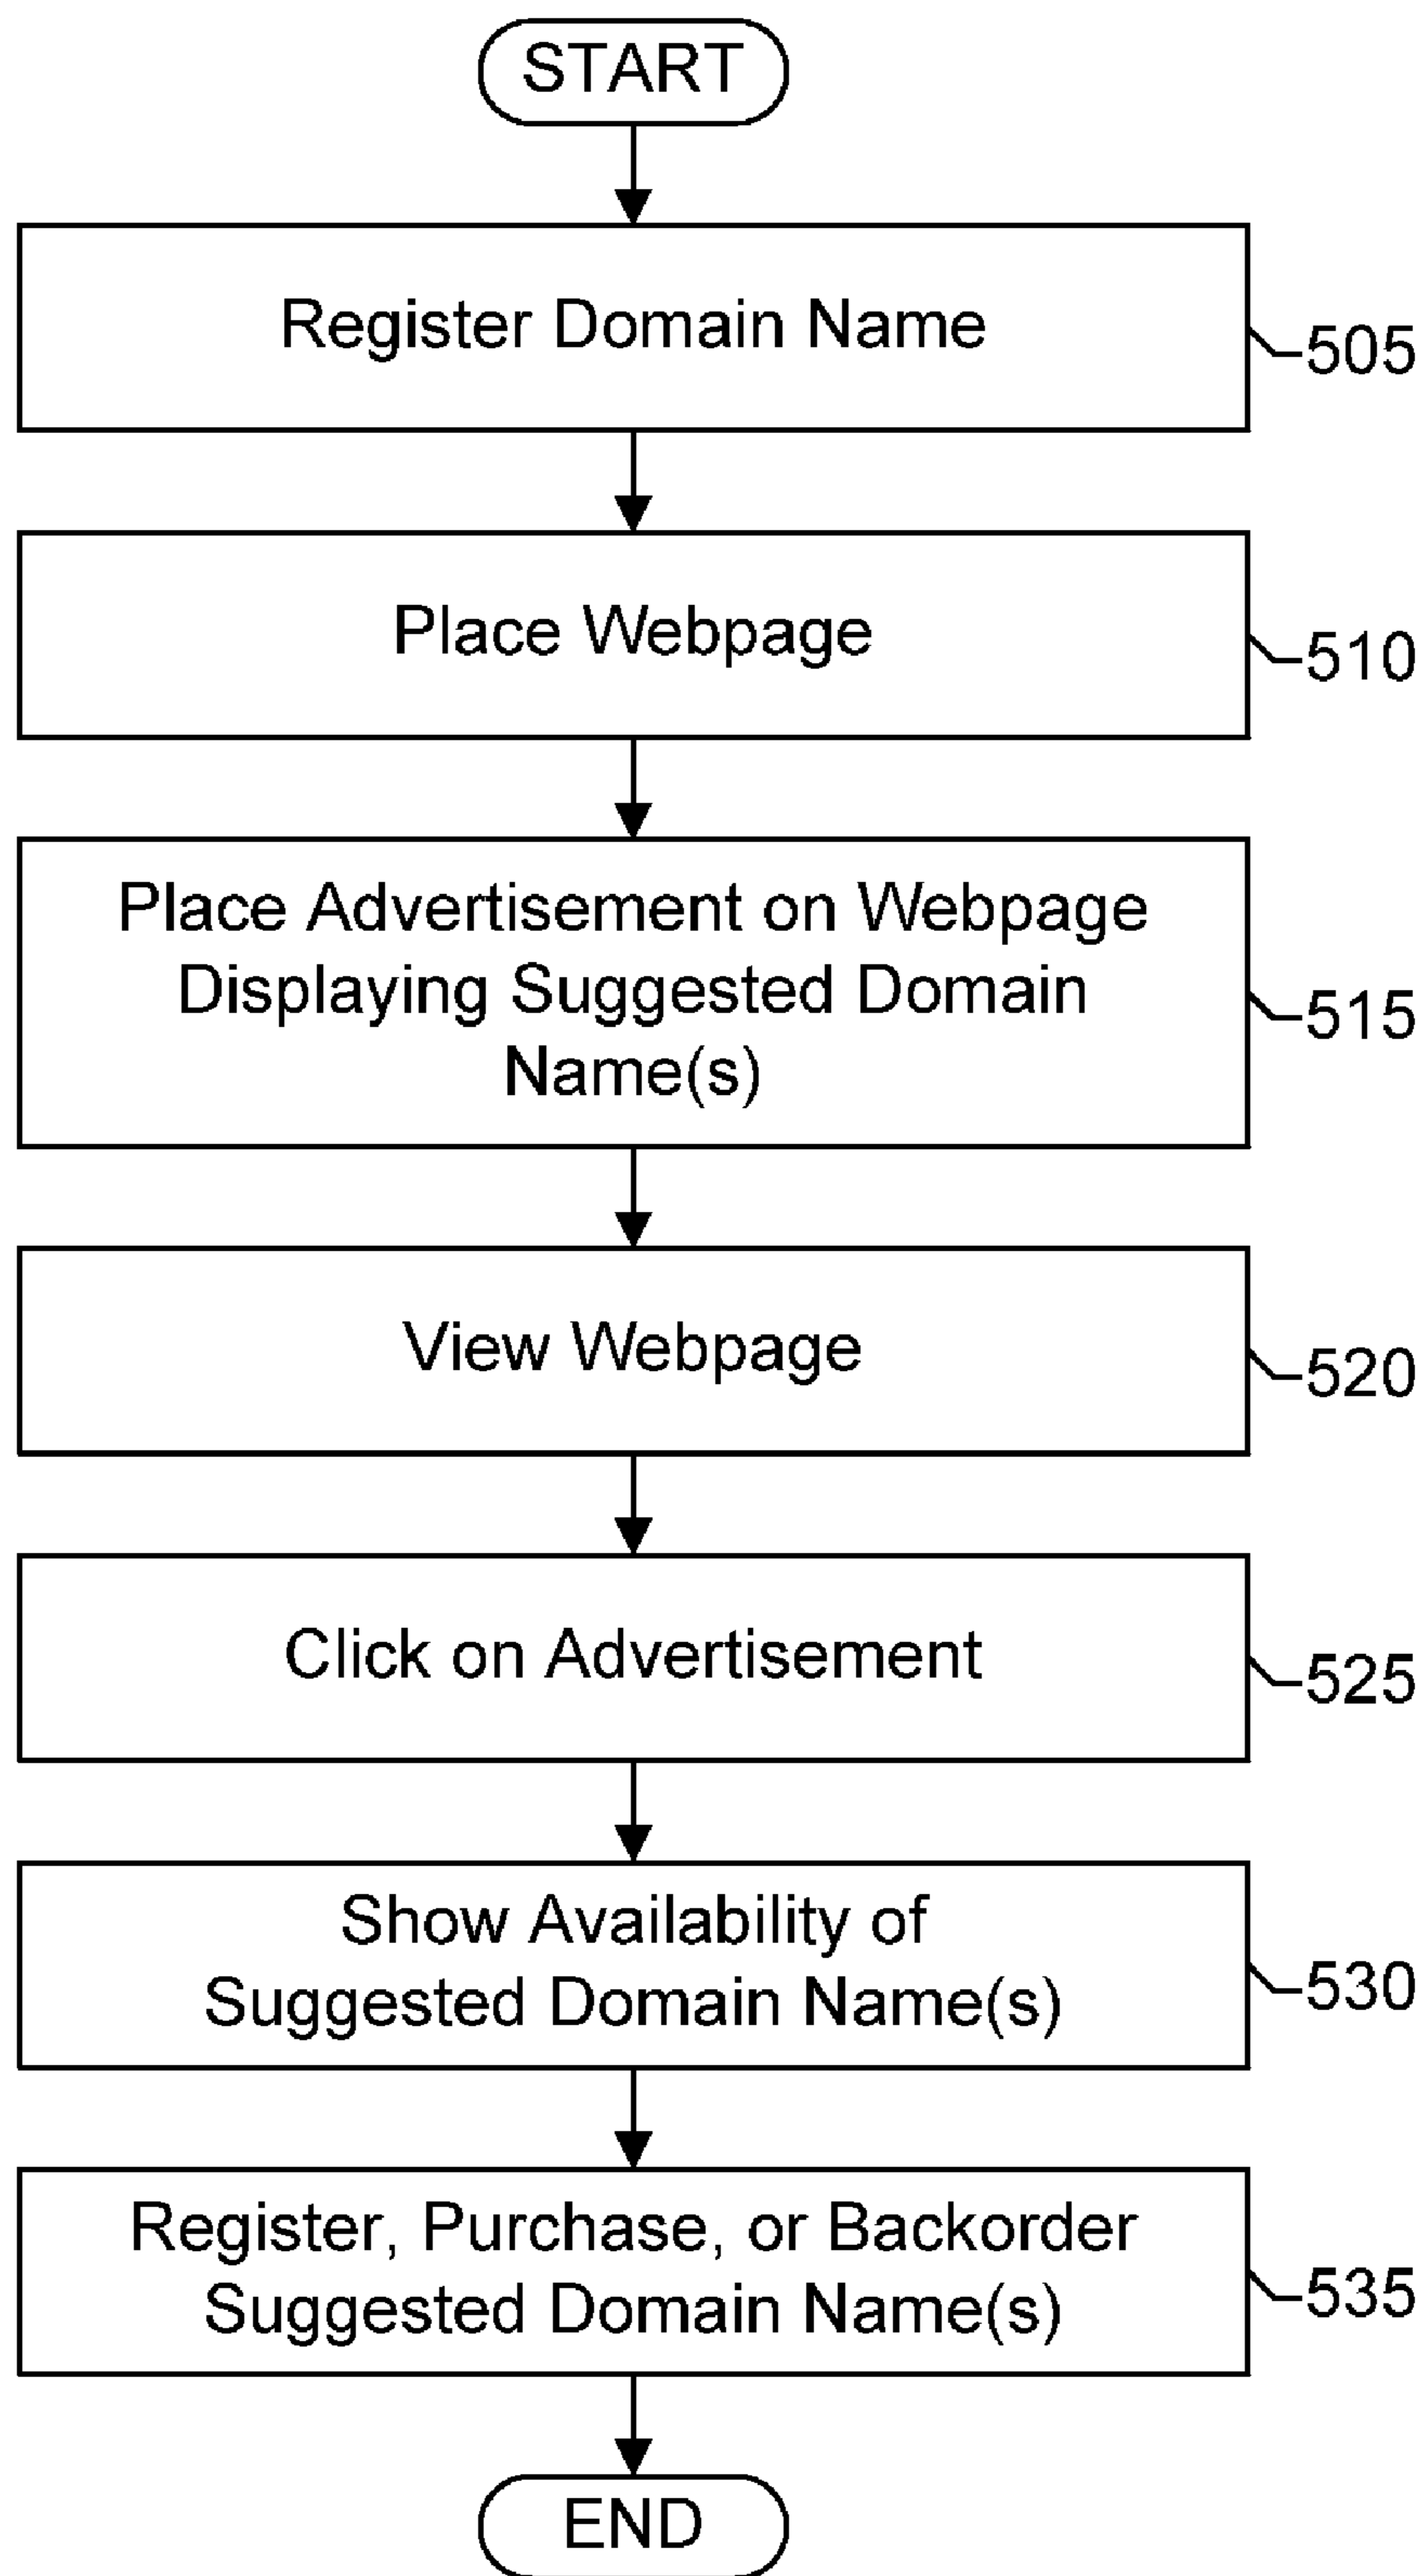 START
Register Domain Name
505
Place Webpage
510
Place Advertisement on Webpage
Displaying Suggested Domain
Name(s)
515
View Webpage
520
Click on Advertisement
525
Show Availability of
Suggested Domain Name(s)
530
Register, Purchase, or Backorder
Suggested Domain Name(s)
535
END